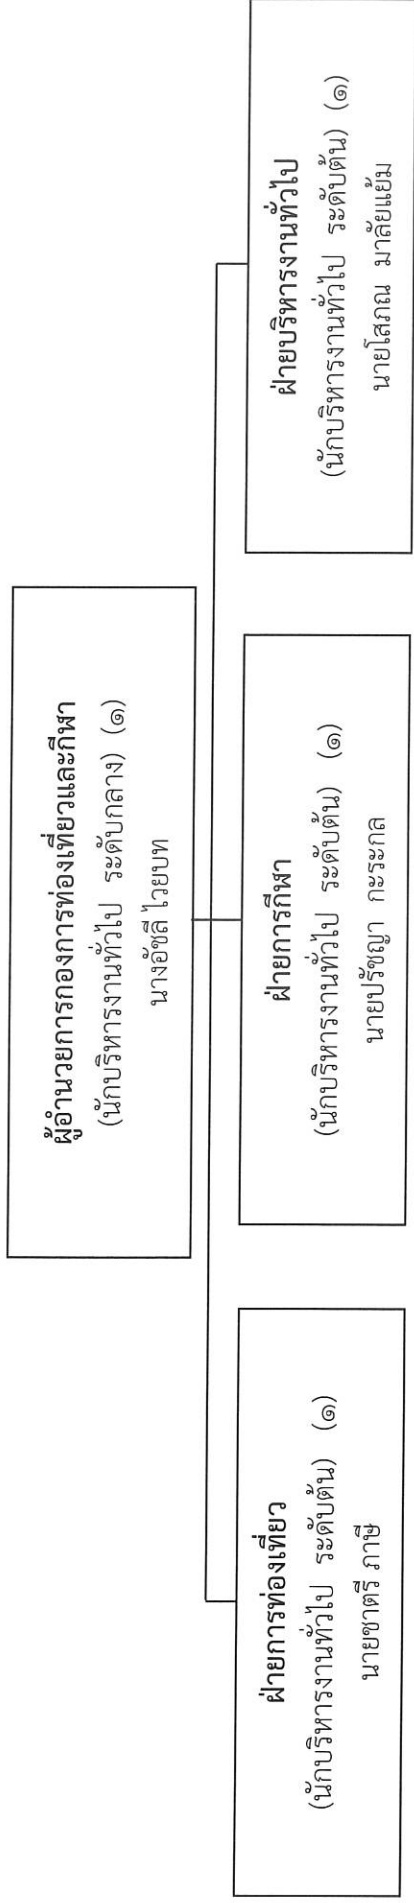 ผู้อำนวยการกองการท่องเที่ยวและกีฬา
(นักบริหารงานทั่วไป ระดับกลาง) (๑)
นางอัชลี ไวยบท
ฝ่ายการท่องเที่ยว
(นักบริหารงานทั่วไป ระดับต้น) (๑)
นายชาตรี ภาษี
ฝ่ายการกีฬา
(นักบริหารงานทั่วไป ระดับต้น) (๑)
นายปรัชญา กะระกล
ฝ่ายบริหารงานทั่วไป
(นักบริหารงานทั่วไป ระดับต้น) (๑)
นายโสภณ มาลัยแย้ม